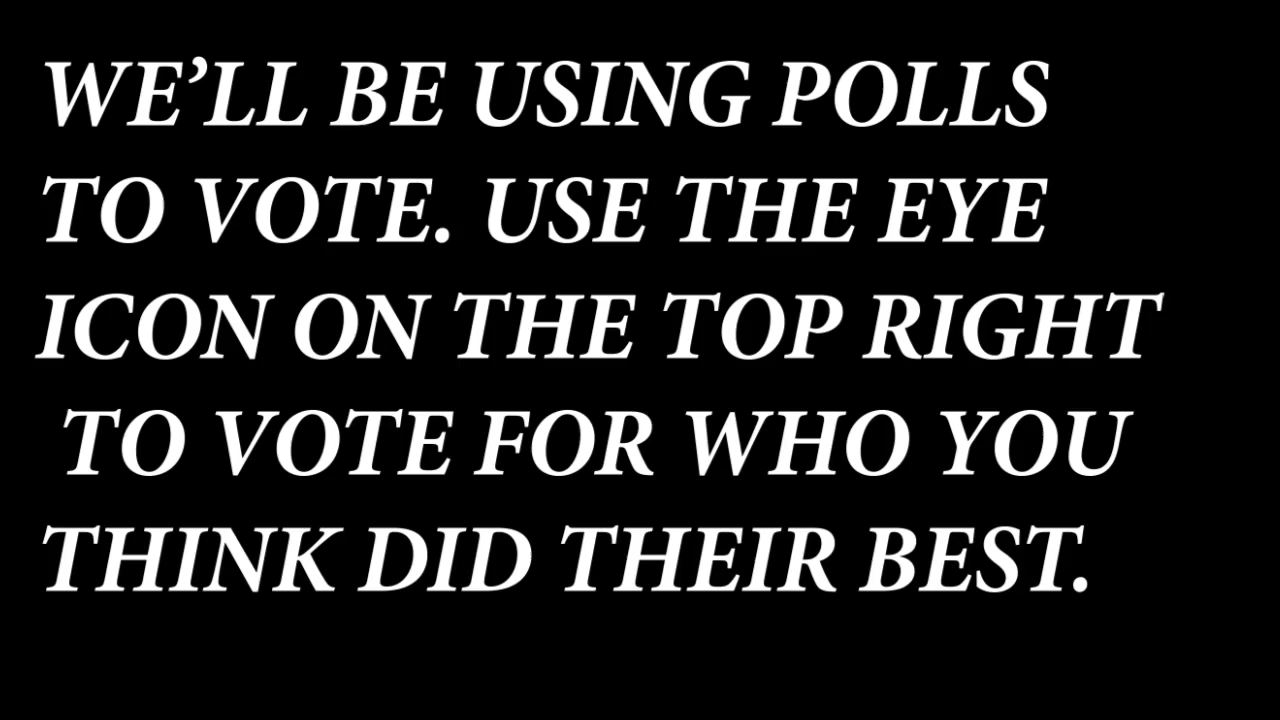 WE’LL BE USING POLLS
TO VOTE. USE THE EYE
ICON ON THE TOP RIGHT
TO VOTE FOR WHO YOU
THINK DID THEIR BEST.